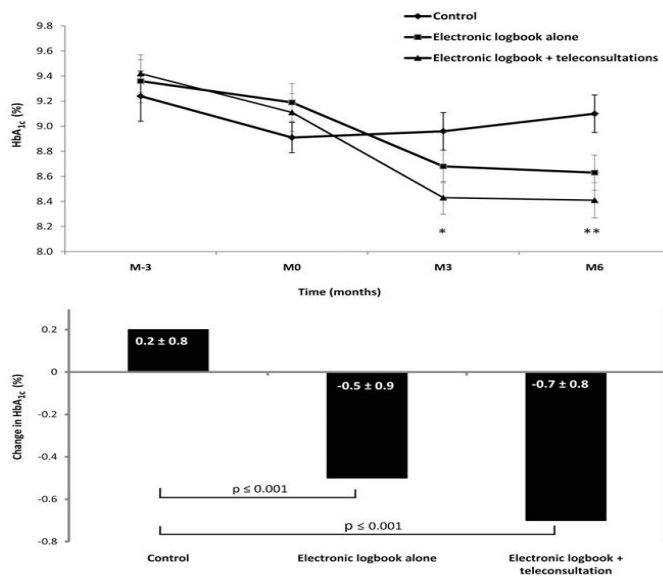 9.8
9.6
9.4
9.2
9.0
8.8
8.6
8.4
8.2
8.0
HbA1c (%)
Control
Electronic logbook alone
Electronic logbook + teleconsultations
*
**
M-3
M0
M3
M6
Time (months)
0.2
0
-0.2
-0.4
-0.6
-0.8
Change in HbA1c (%)
0.2 ± 0.8
-0.5 ± 0.9
-0.7 ± 0.8
p ≤ 0.001
p ≤ 0.001
Control
Electronic logbook alone
Electronic logbook +
teleconsultation